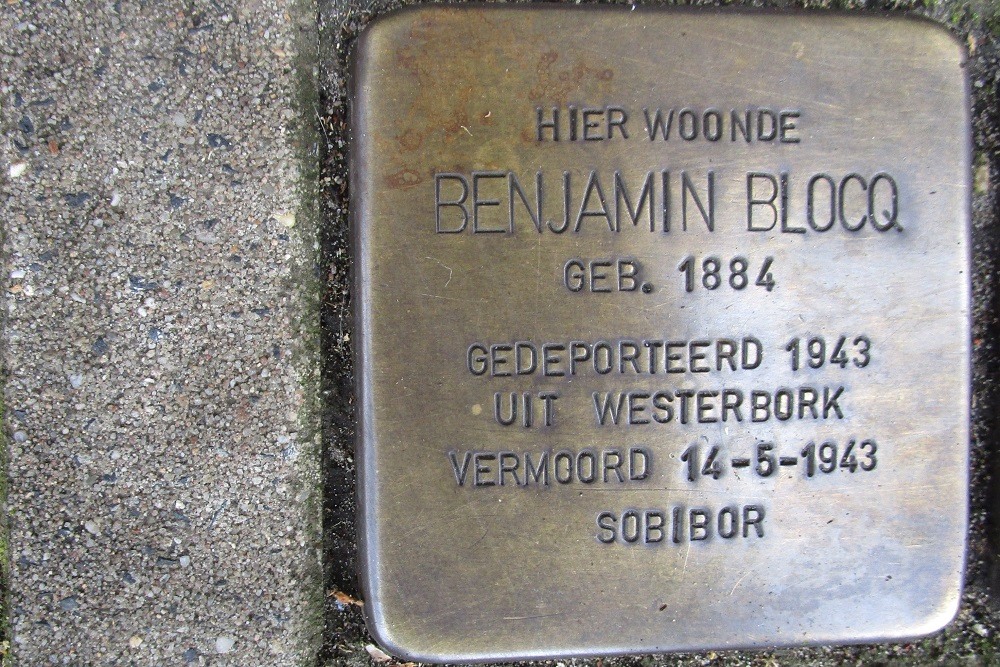 HIER WOONDE
BENJAMIN BLOCQ
GEB. 1884
GEDEPORTEERD 1943
UIT WESTERBORK
VERMOORD 14-5-1943
SOBIBOR